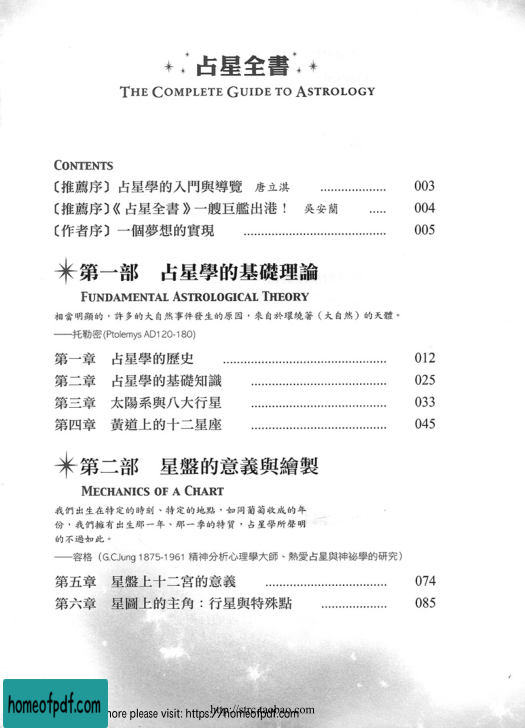 占星全書
THE COMPLETE GUIDE TO ASTROLOGY
CONTENTS
〔推薦序〕占星學的入門與導覽 唐立淇 ................... 003
〔推薦序〕《占星全書》一艘巨艦出港！ 吳安蘭 ..... 004
〔作者序〕一個夢想的實現 ......................................... 005
第一部 占星學的基礎理論
FUNDAMENTAL ASTROLOGICAL THEORY
相當明顯的，許多的大自然事件發生的原因，來自於環繞著（大自然）的天體。
——托勒密(Ptolemys AD120-180)
第一章 占星學的歷史 ............................................... 012
第二章 占星學的基礎知識 ....................................... 025
第三章 太陽系與八大行星 ....................................... 033
第四章 黃道上的十二星座 ....................................... 045
第二部 星盤的意義與繪製
MECHANICS OF A CHART
我們出生在特定的時刻、特定的地點，如同葡萄收成的年
份，我們擁有出生那一年、那一季的特質，占星學所聲明
的不過如此。
——容格（G.C.Jung 1875-1961 精神分析心理學大師、熱愛占星與神祕學的研究）
第五章 星盤上十二宮的意義 ................................... 074
第六章 星圖上的主角：行星與特殊點 ................... 085
homeofpdf.com
more please visit: https://homeofpdf.com